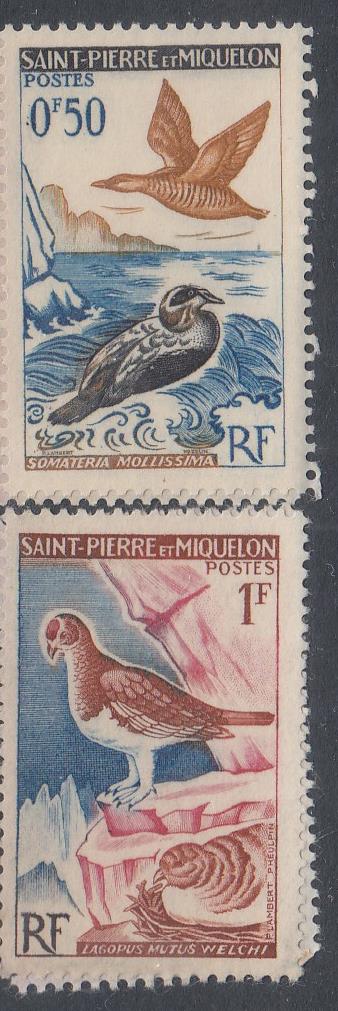 SAINT-PIERRE ET MIQUELON
POSTES
0F50
P.LAMBERT
RF
SOMATERIA MOLLISSIMA
SAINT-PIERRE ET MIQUELON
POSTES
1F
P.LAMBERT PHEULPIN
RF
LAGOPUS MUTUS WELCHI